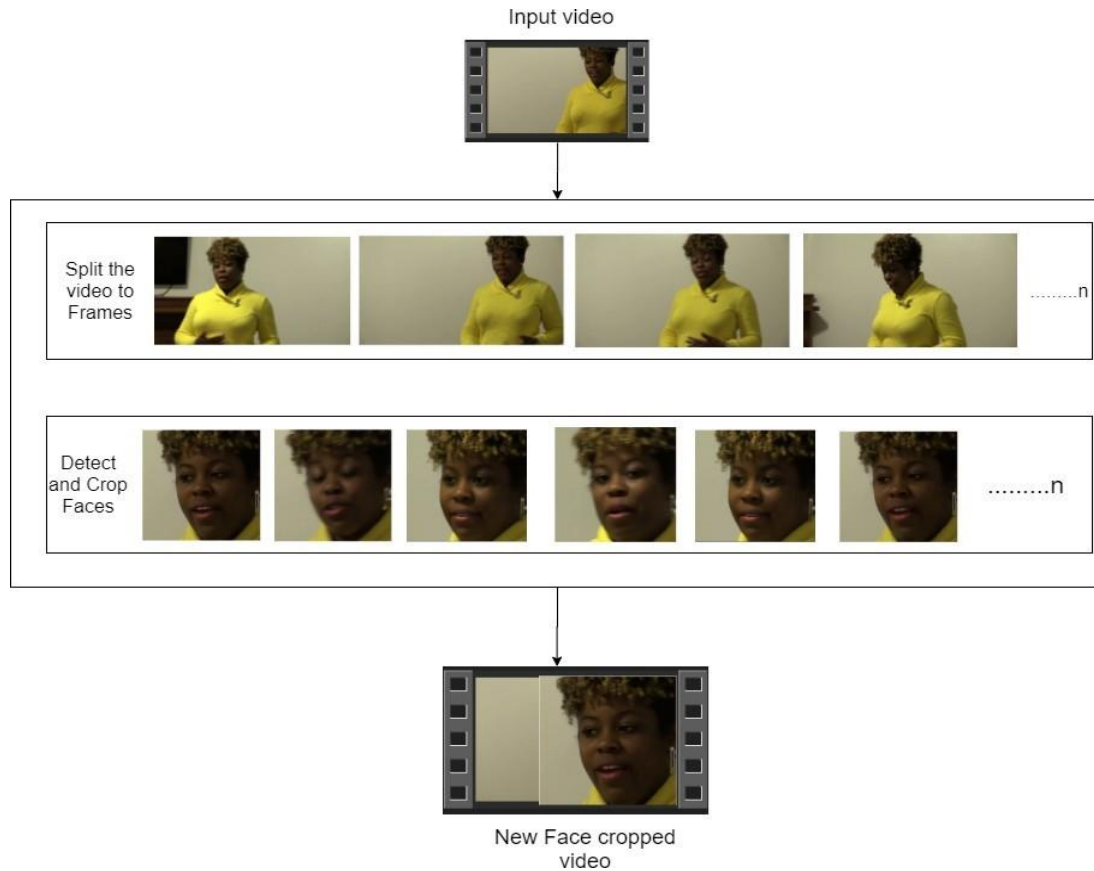 Input video
Split the
video to
Frames
.........n
Detect
and Crop
Faces
.........n
New Face cropped
video